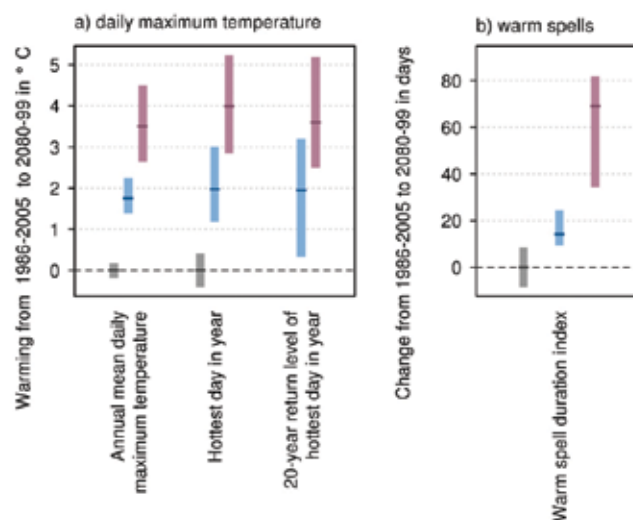 a) daily maximum temperature
Warming from 1986-2005 to 2080-99 in ° C
5
4
3
2
1
0
Annual mean daily
maximum temperature
Hottest day in year
20-year return level of
hottest day in year
b) warm spells
Change from 1986-2005 to 2080-99 in days
80
60
40
20
0
Warm spell duration index